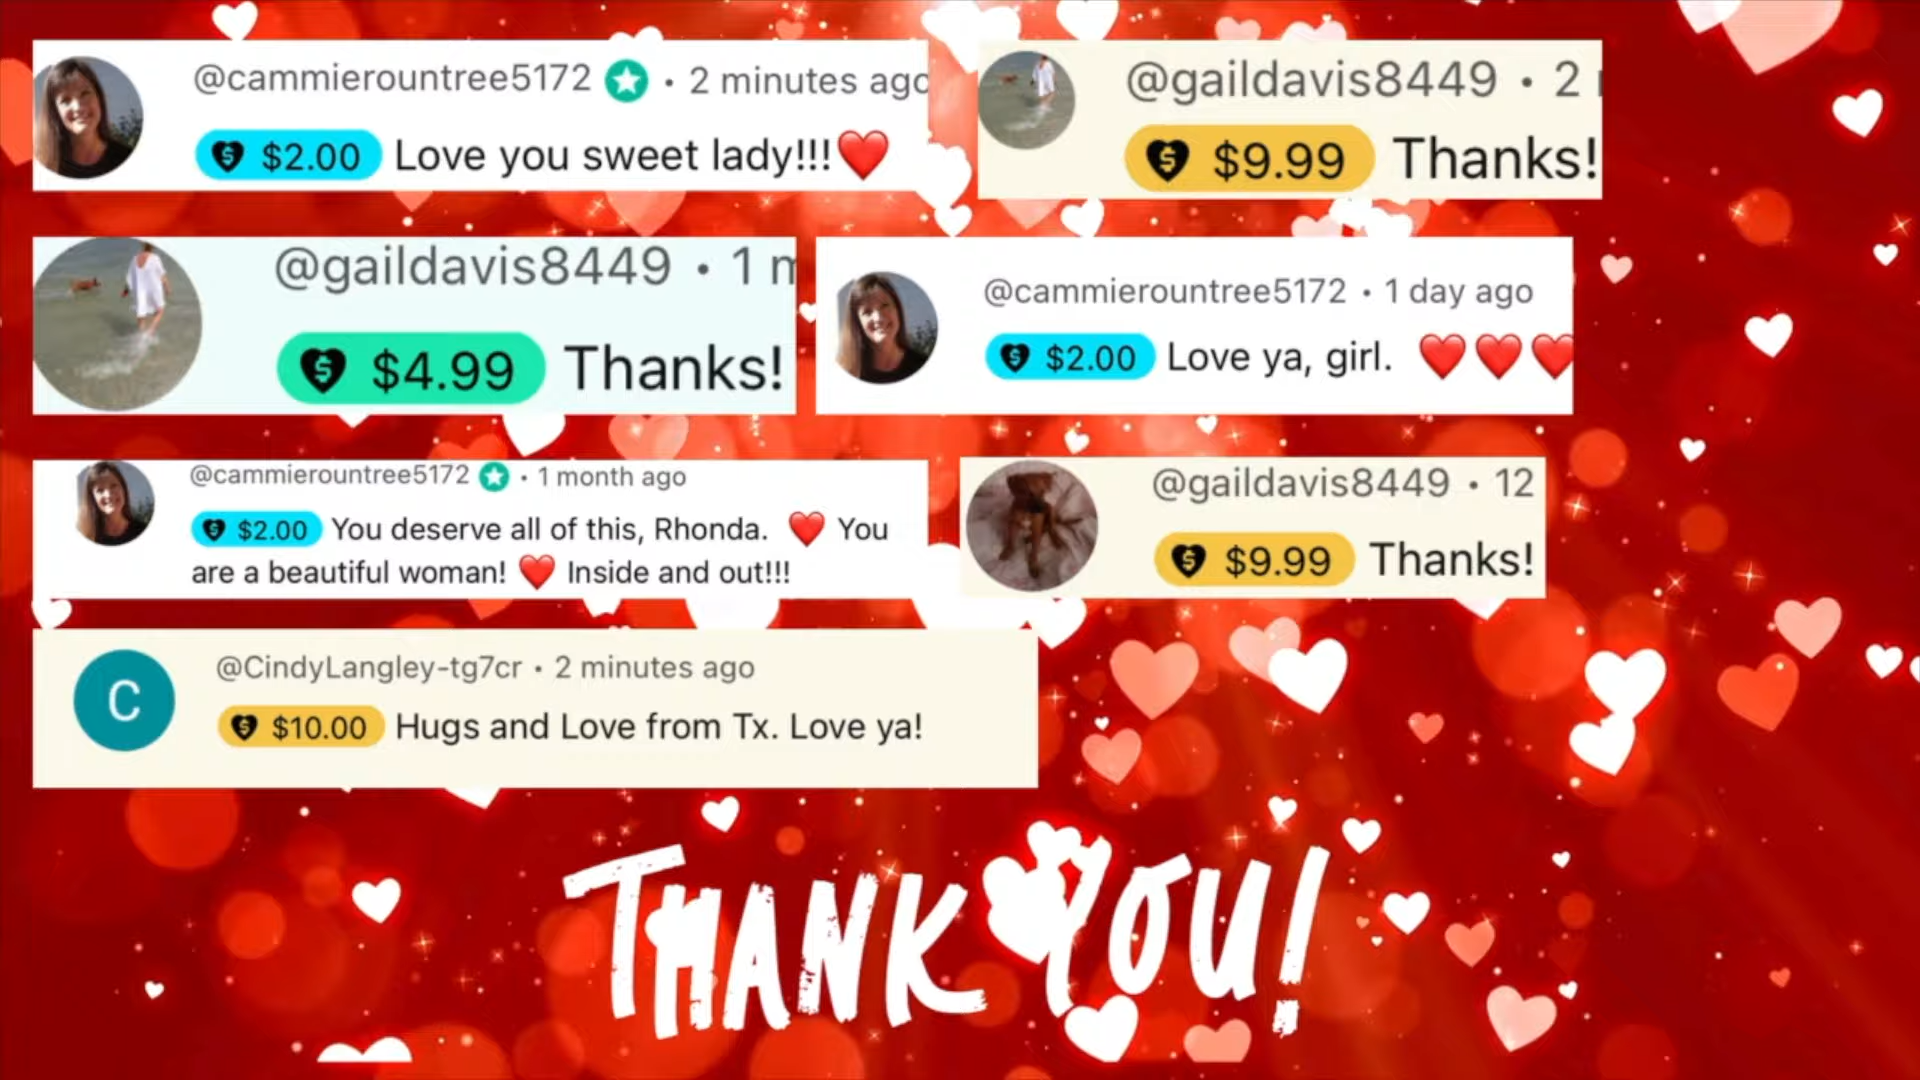 @cammierountree5172 • 2 minutes ago
$2.00 Love you sweet lady!!!❤️
@gaildavis8449 • 2
$9.99 Thanks!
@gaildavis8449 • 1
$4.99 Thanks!
@cammierountree5172 • 1 day ago
$2.00 Love ya, girl. ❤️❤️❤️
@cammierountree5172 • 1 month ago
$2.00 You deserve all of this, Rhonda. ❤️ You
are a beautiful woman! ❤️ Inside and out!!!
@gaildavis8449 • 12
$9.99 Thanks!
C
@CindyLangley-tg7cr • 2 minutes ago
$10.00 Hugs and Love from Tx. Love ya!
THANK YOU!